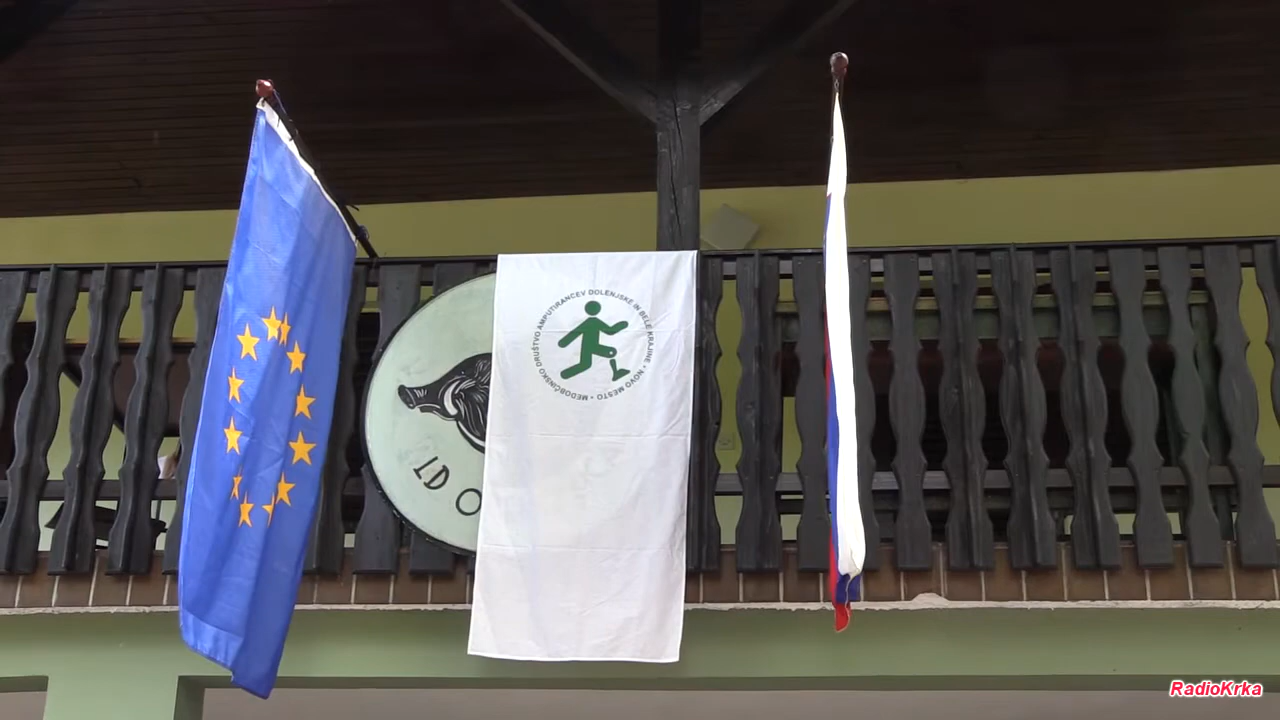 MEDOBČINSKO DRUŠTVO AMPUTIRANCEV DOLENJSKE IN BELE KRAJINE • NOVO MESTO •
LD O
RadioKrka